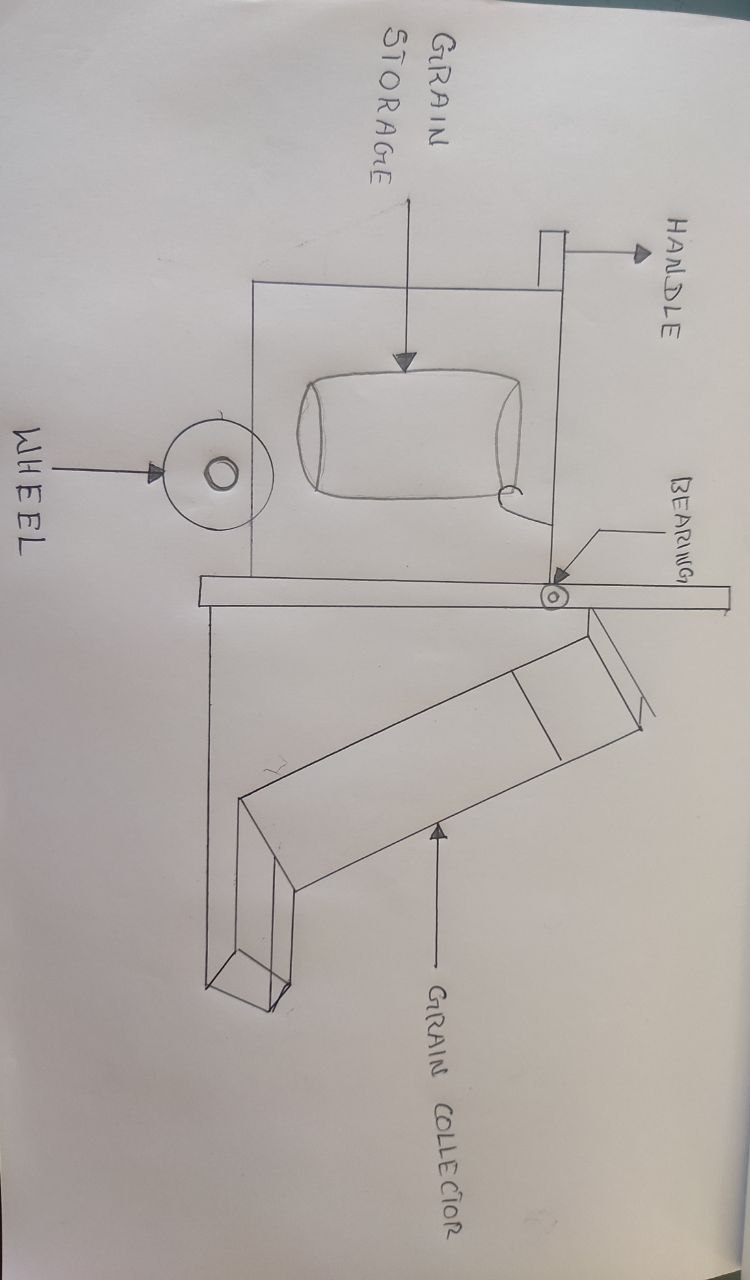 HANDLE
BEARING
GRAIN
STORAGE
GRAIN COLLECTOR
WHEEL